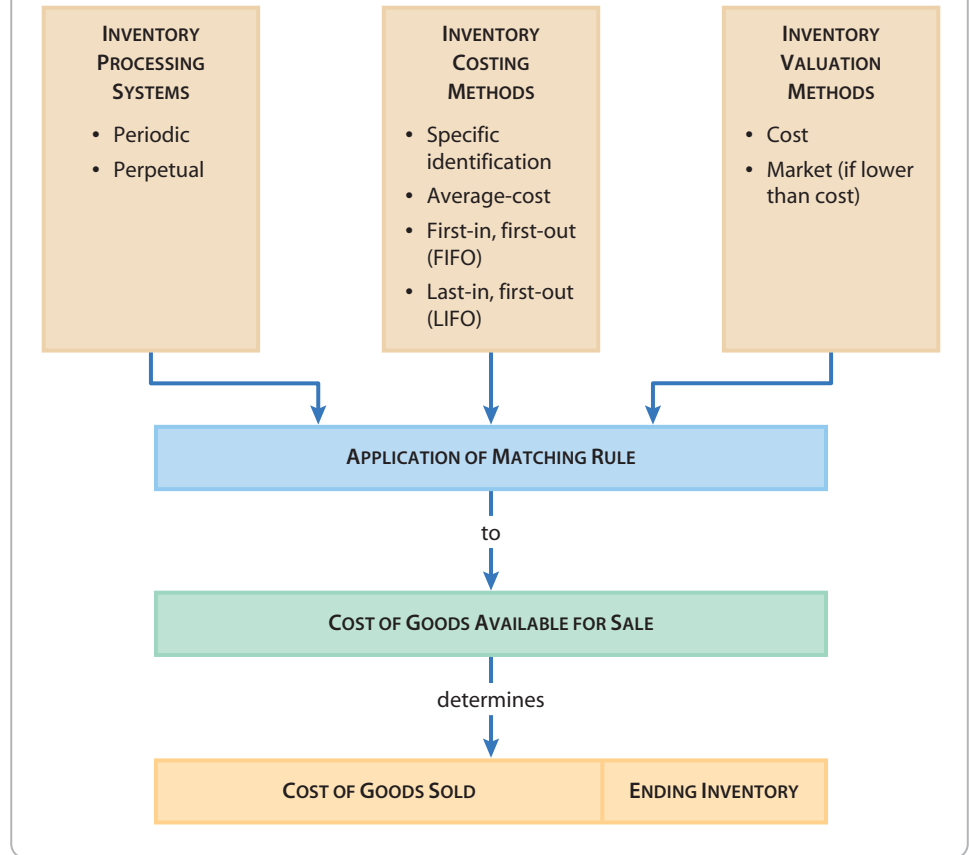 INVENTORY
PROCESSING
SYSTEMS
• Periodic
• Perpetual
INVENTORY
COSTING
METHODS
• Specific
identification
• Average-cost
• First-in, first-out
(FIFO)
• Last-in, first-out
(LIFO)
INVENTORY
VALUATION
METHODS
• Cost
• Market (if lower
than cost)
APPLICATION OF MATCHING RULE
to
COST OF GOODS AVAILABLE FOR SALE
determines
COST OF GOODS SOLD
ENDING INVENTORY